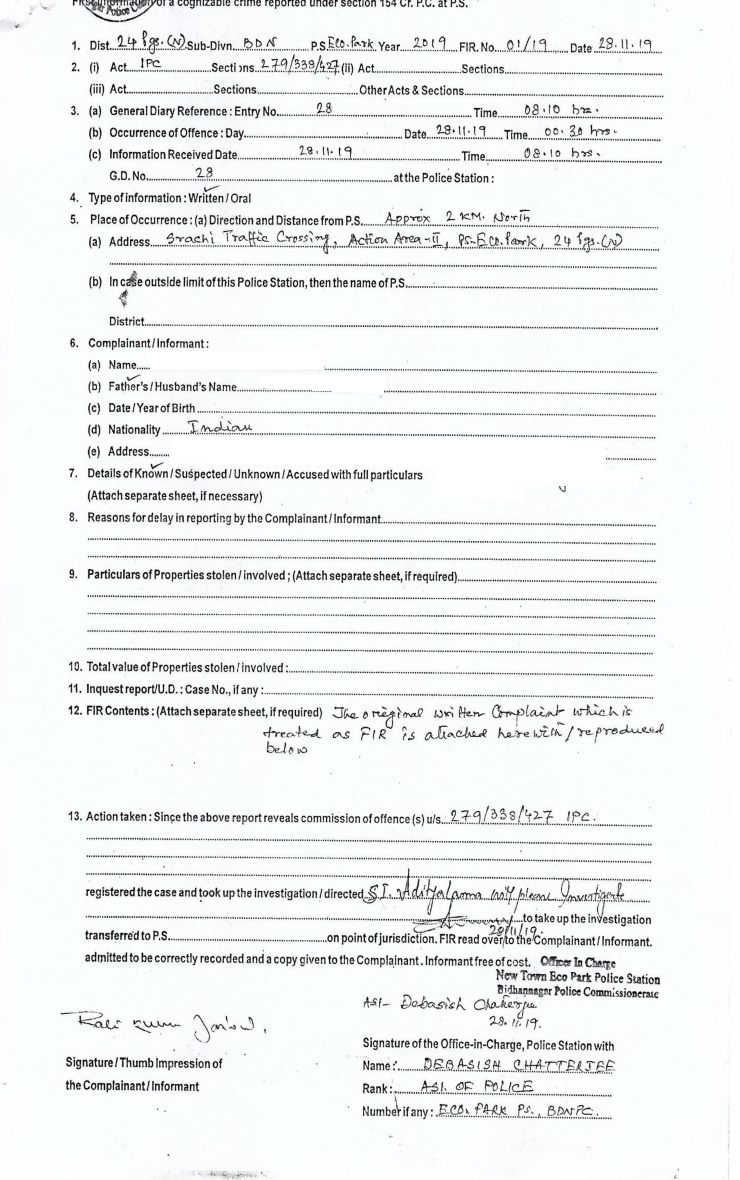 First Information of a cognizable crime reported under section 154 Cr. P.C. at P.S.
1. Dist. 24 Pgs.(N) Sub-Divn. BDN P.S. Eco.Park Year 2019 FIR. No. 01/19 Date 28.11.19
2. (i) Act IPC Sections 279/338/427 (ii) Act Sections
(iii) Act Sections Other Acts & Sections
3. (a) General Diary Reference : Entry No. 28 Time 08.10 hrs.
(b) Occurrence of Offence : Day Date 28.11.19 Time 00.30 hrs.
(c) Information Received Date 28.11.19 Time 08.10 hrs.
G.D. No. 28 at the Police Station :
4. Type of information : Written / Oral
5. Place of Occurrence : (a) Direction and Distance from P.S. Approx 2 KM. North
(a) Address Srachi Traffic Crossing, Action Area-II, PS-Eco.Park, 24 Pgs.(N)
(b) In case outside limit of this Police Station, then the name of P.S.
District
6. Complainant / Informant :
(a) Name
(b) Father's / Husband's Name
(c) Date / Year of Birth
(d) Nationality Indian
(e) Address
7. Details of Known / Suspected / Unknown / Accused with full particulars
(Attach separate sheet, if necessary)
8. Reasons for delay in reporting by the Complainant / Informant
9. Particulars of Properties stolen / involved ; (Attach separate sheet, if required)
10. Total value of Properties stolen / involved :
11. Inquest report/U.D. : Case No., if any :
12. FIR Contents : (Attach separate sheet, if required) The original written Complaint which is
treated as FIR is attached herewith / reproduced
below
13. Action taken : Since the above report reveals commission of offence (s) u/s. 279/338/427 IPC.
registered the case and took up the investigation / directed S.I. will please Investigate
to take up the investigation
28/11/19.
transferred to P.S. on point of jurisdiction. FIR read over to the Complainant / Informant.
admitted to be correctly recorded and a copy given to the Complainant. Informant free of cost. Officer In Charge
New Town Eco Park Police Station
Bidhannagar Police Commissionerate
ASI- Debasish Chatterjee
28.11.19.
Signature of the Office-in-Charge, Police Station with
Signature / Thumb Impression of
the Complainant / Informant
Name : DEBASISH CHATTERJEE
Rank : ASI. OF POLICE
Number if any : ECO. PARK PS., BDNPC.